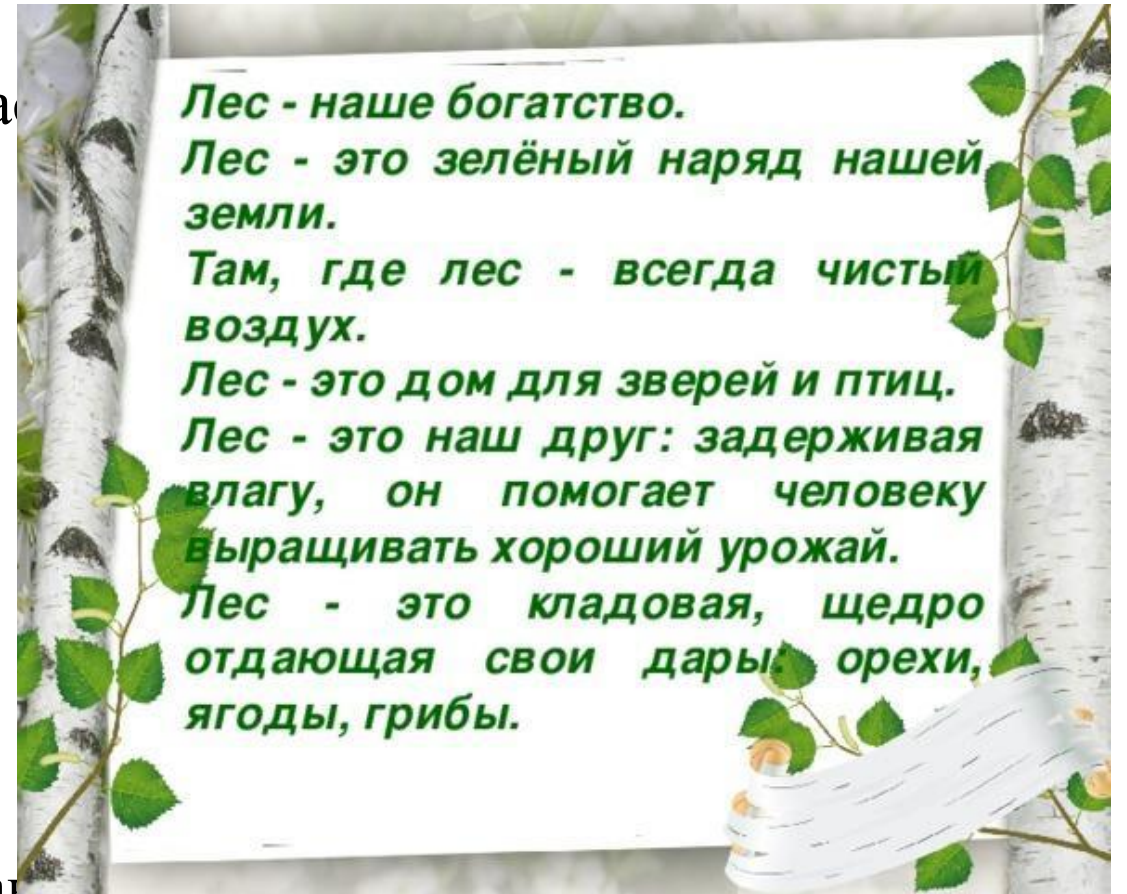 Лес - наше богатство.
Лес - это зелёный наряд нашей
земли.
Там, где лес - всегда чистый
воздух.
Лес - это дом для зверей и птиц.
Лес - это наш друг: задерживая
влагу, он помогает человеку
выращивать хороший урожай.
Лес - это кладовая, щедро
отдающая свои дары: орехи,
ягоды, грибы.